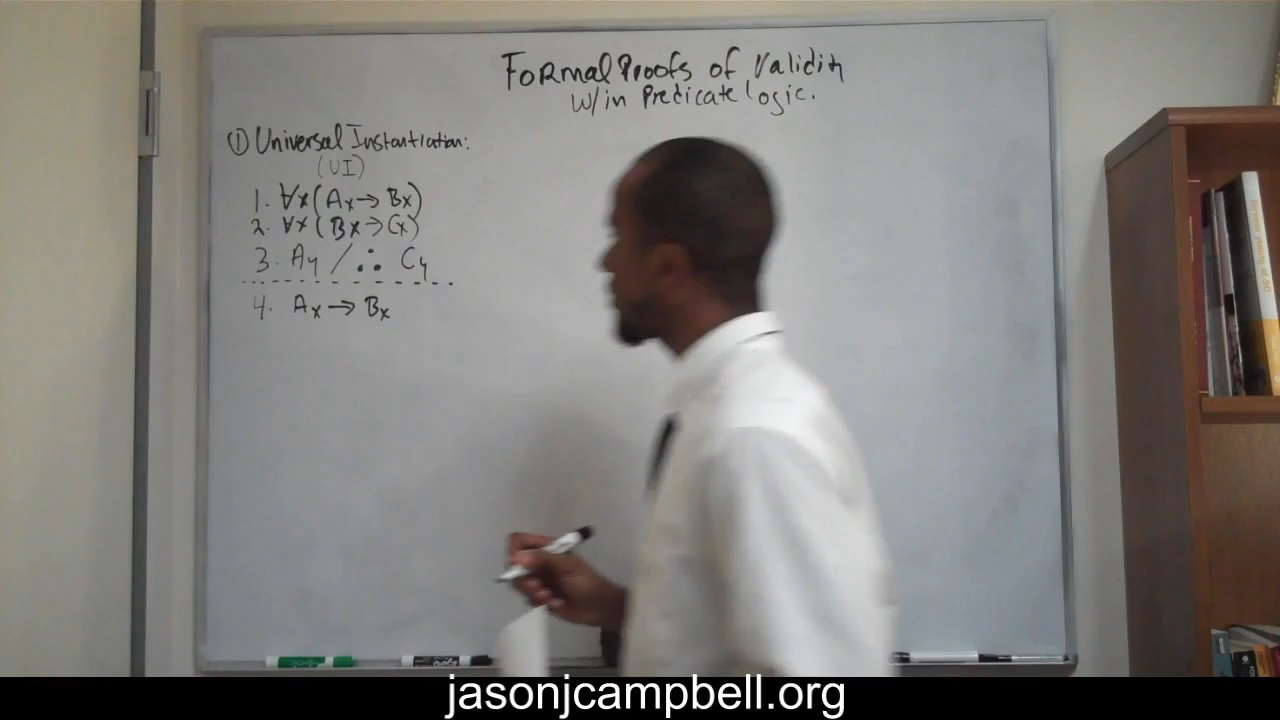 Formal Proofs of Validity
w/in Predicate logic.
① Universal Instantiation:
(UI)
1. ∀x(Ax → Bx)
2. ∀x(Bx → Cx)
3. Ay / ∴ Cy
4. Ax → Bx
jasonjcampbell.org